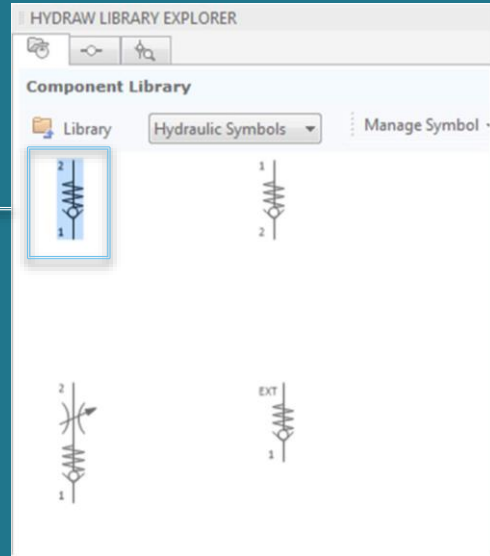 HYDRAW LIBRARY EXPLORER
Component Library
Library Hydraulic Symbols Manage Symbol
2 1
1 2
2 EXT
1 1